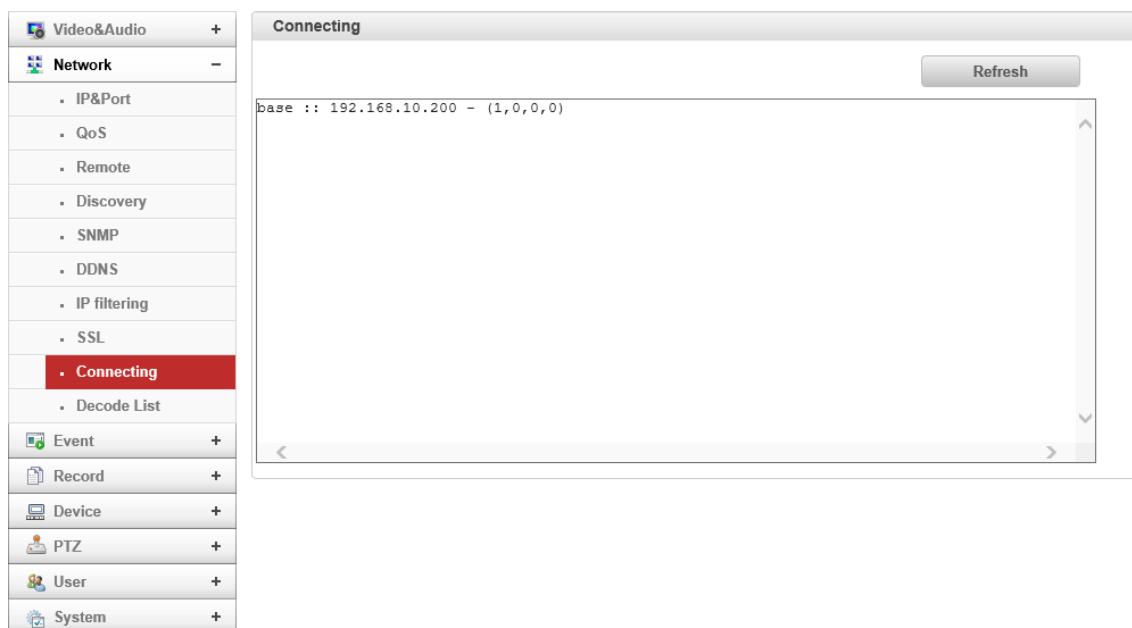 Video&Audio +
Network −
. IP&Port
. QoS
. Remote
. Discovery
. SNMP
. DDNS
. IP filtering
. SSL
. Connecting
. Decode List
Event +
Record +
Device +
PTZ +
User +
System +
Connecting
Refresh
base :: 192.168.10.200 - (1,0,0,0)